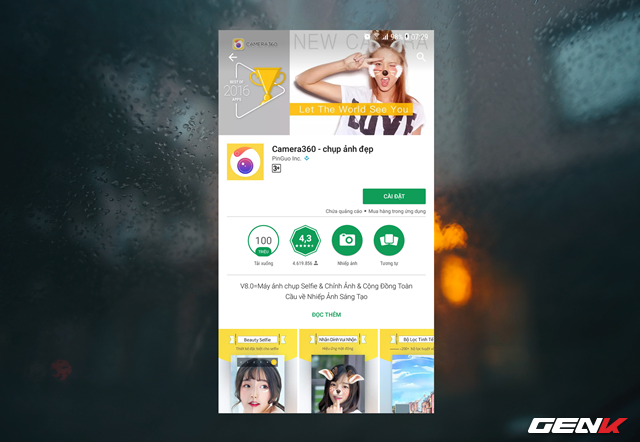 98% 07:29
CAMERA360
NEW CAMERA
BEST OF
2016
APPS
Let The World See You
LOVE
Camera360 - chụp ảnh đẹp
PinGuo Inc.
3+
CÀI ĐẶT
Chứa quảng cáo • Mua hàng trong ứng dụng
100
TRIỆU
4,3
Tải xuống
4.619.856
Nhiếp ảnh
Tương tự
V8.0=Máy ảnh chụp Selfie & Chỉnh Ảnh & Cộng Đồng Toàn
Cầu về Nhiếp Ảnh Sáng Tạo
ĐỌC THÊM
Beauty Selfie
Nhãn Dính Vui Nhộn
Bộ Lọc Tinh Tế
GENK